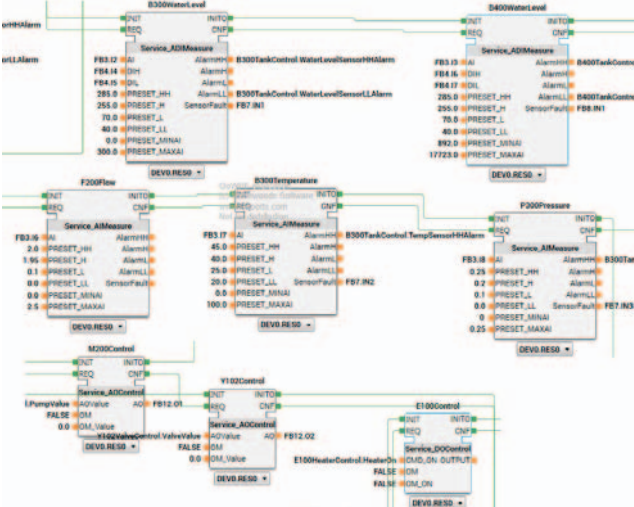 B300WaterLevel
INIT INITO
REQ CNF
Service_ADIMeasure
FB3.I2 AI AlarmHH B300TankControl.WaterLevelSensorHHAlarm
FB4.I4 DIH AlarmH
FB4.I5 DIL AlarmL
285.0 PRESET_HH AlarmLL B300TankControl.WaterLevelSensorLLAlarm
255.0 PRESET_H SensorFault FB7.IN1
70.0 PRESET_L
40.0 PRESET_LL
0.0 PRESET_MINAI
300.0 PRESET_MAXAI
DEV0.RES0
orHHAlarm
orLLAlarm
B400WaterLevel
INIT INITO
REQ CNF
Service_ADIMeasure
FB3.I3 AI AlarmHH B400TankContro
FB4.I6 DIH AlarmH
FB4.I7 DIL AlarmL
285.0 PRESET_HH AlarmLL B400TankContro
255.0 PRESET_H SensorFault FB8.IN1
70.0 PRESET_L
40.0 PRESET_LL
892.0 PRESET_MINAI
17723.0 PRESET_MAXAI
DEV0.RES0
F200Flow
INIT INITO
REQ CNF
Service_AIMeasure
FB3.I6 AI AlarmHH
2.0 PRESET_HH AlarmH
1.95 PRESET_H AlarmL
0.1 PRESET_L AlarmLL
0.0 PRESET_LL SensorFault
0.0 PRESET_MINAI
2.5 PRESET_MAXAI
DEV0.RES0
B300Temperature
INIT INITO
REQ CNF
Service_AIMeasure
FB3.I7 AI AlarmHH B300TankControl.TempSensorHHAlarm
45.0 PRESET_HH AlarmH
40.0 PRESET_H AlarmL
25.0 PRESET_L AlarmLL
20.0 PRESET_LL SensorFault FB7.IN2
0.0 PRESET_MINAI
100.0 PRESET_MAXAI
DEV0.RES0
P200Pressure
INIT INITO
REQ CNF
Service_AIMeasure
FB3.I8 AI AlarmHH B300Tan
0.25 PRESET_HH AlarmH
0.2 PRESET_H AlarmL
0.1 PRESET_L AlarmLL
0.0 PRESET_LL SensorFault FB7.IN3
0 PRESET_MINAI
0.25 PRESET_MAXAI
DEV0.RES0
M200Control
INIT INITO
REQ CNF
Service_AOControl
l.PumpValue AOValue AO FB12.O1
FALSE OM
0.0 OM_Value
DEV0.RES0
Y102Control
INIT INITO
REQ CNF
Service_AOControl
Y102ValveControl.ValveValue AOValue AO FB12.O2
FALSE OM
0.0 OM_Value
DEV0.RES0
E100Control
INIT INITO
REQ CNF
Service_DOControl
E100HeaterControl.HeaterOn CMD_ON OUTPUT
FALSE OM
FALSE OM_ON
DEV0.RES0